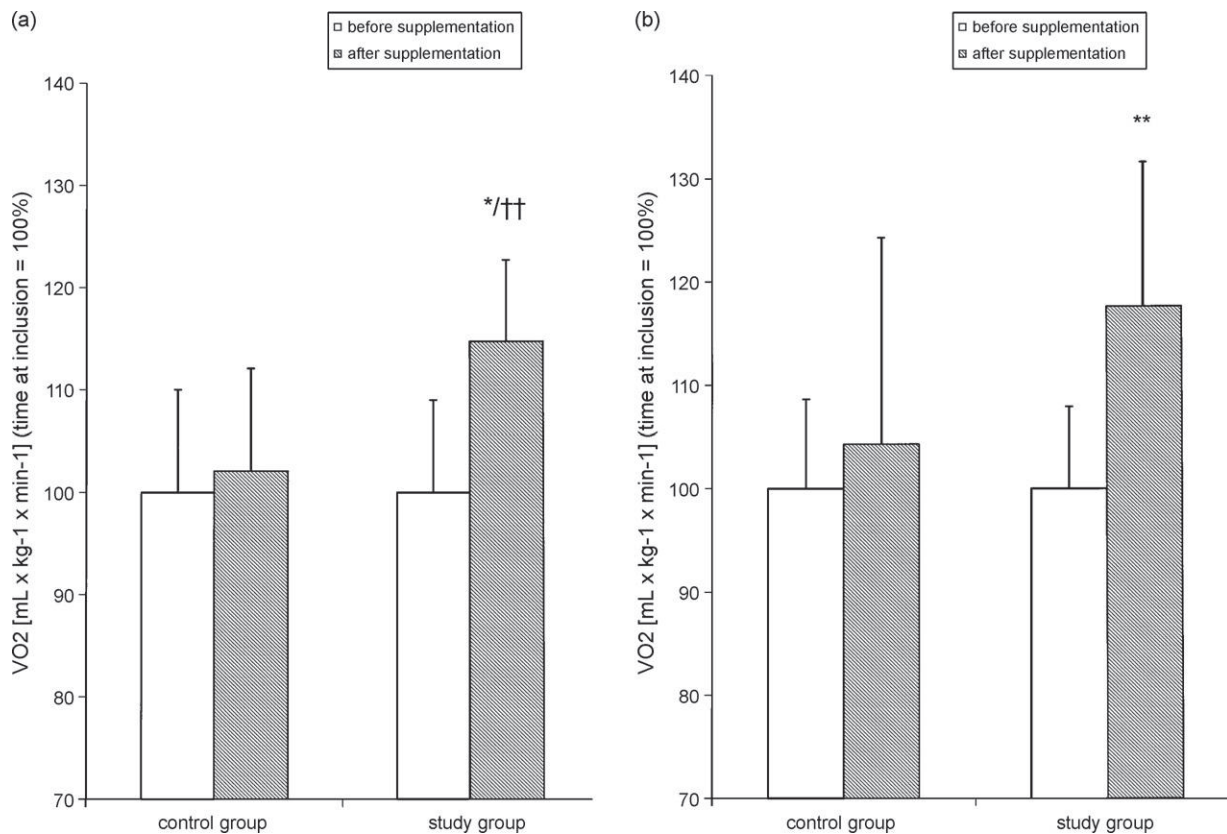 (a)
before supplementation
after supplementation
140
130
120
110
100
90
80
70
VO2 [mL x kg-1 x min-1] (time at inclusion = 100%)
*/††
control group
study group
(b)
before supplementation
after supplementation
140
130
120
110
100
90
80
70
VO2 [mL x kg-1 x min-1] (time at inclusion = 100%)
**
control group
study group